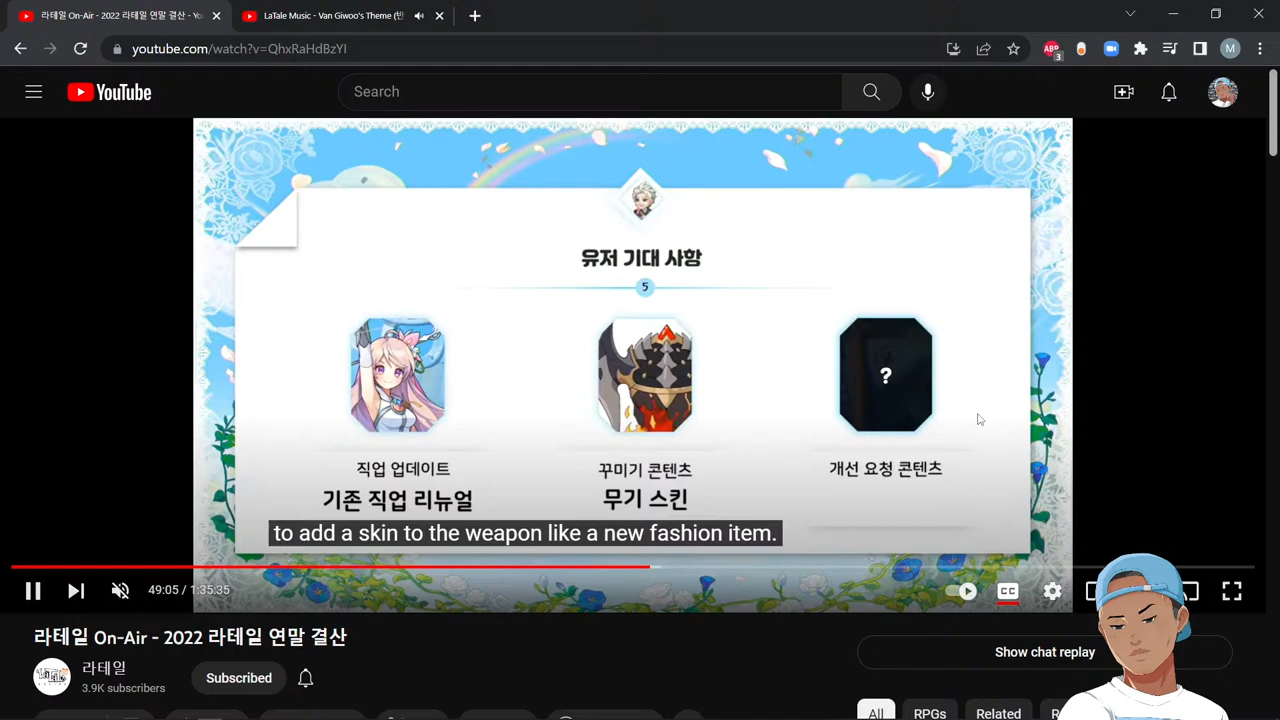 라테일 On-Air - 2022 라테일 연말 결산 - Yo
LaTale Music - Van Giwoo's Theme (반
youtube.com/watch?v=QhxRaHdBzYI
3
M
YouTube
Search
유저 기대 사항
5
?
직업 업데이트
꾸미기 콘텐츠
개선 요청 콘텐츠
기존 직업 리뉴얼
무기 스킨
to add a skin to the weapon like a new fashion item.
49:05 / 1:35:35
CC
라테일 On-Air - 2022 라테일 연말 결산
라테일
3.9K subscribers
Subscribed
Show chat replay
All
RPGs
Related